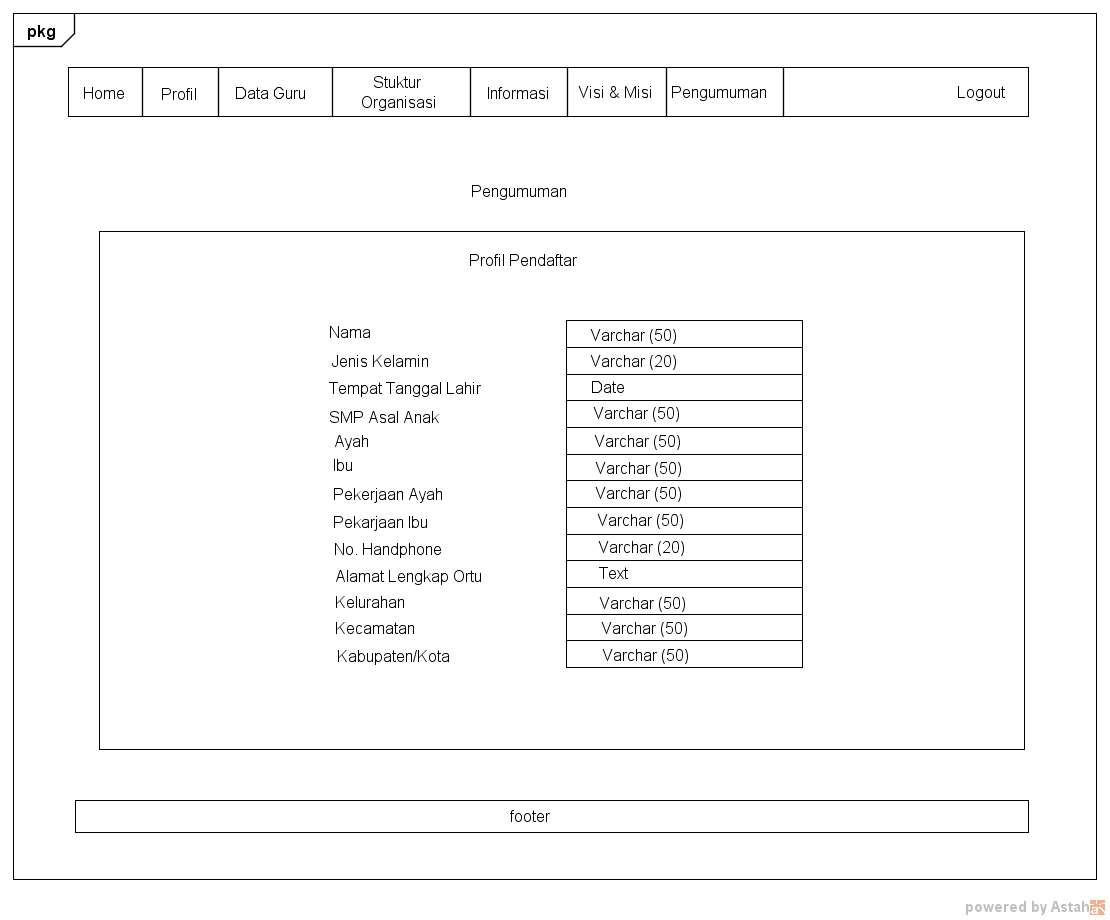 pkg
Home
Profil
Data Guru
Stuktur
Organisasi
Informasi
Visi & Misi
Pengumuman
Logout
Pengumuman
Profil Pendaftar
Nama Varchar (50)
Jenis Kelamin Varchar (20)
Tempat Tanggal Lahir Date
SMP Asal Anak Varchar (50)
Ayah Varchar (50)
Ibu Varchar (50)
Pekerjaan Ayah Varchar (50)
Pekarjaan Ibu Varchar (50)
No. Handphone Varchar (20)
Alamat Lengkap Ortu Text
Kelurahan Varchar (50)
Kecamatan Varchar (50)
Kabupaten/Kota Varchar (50)
footer
powered by Astah